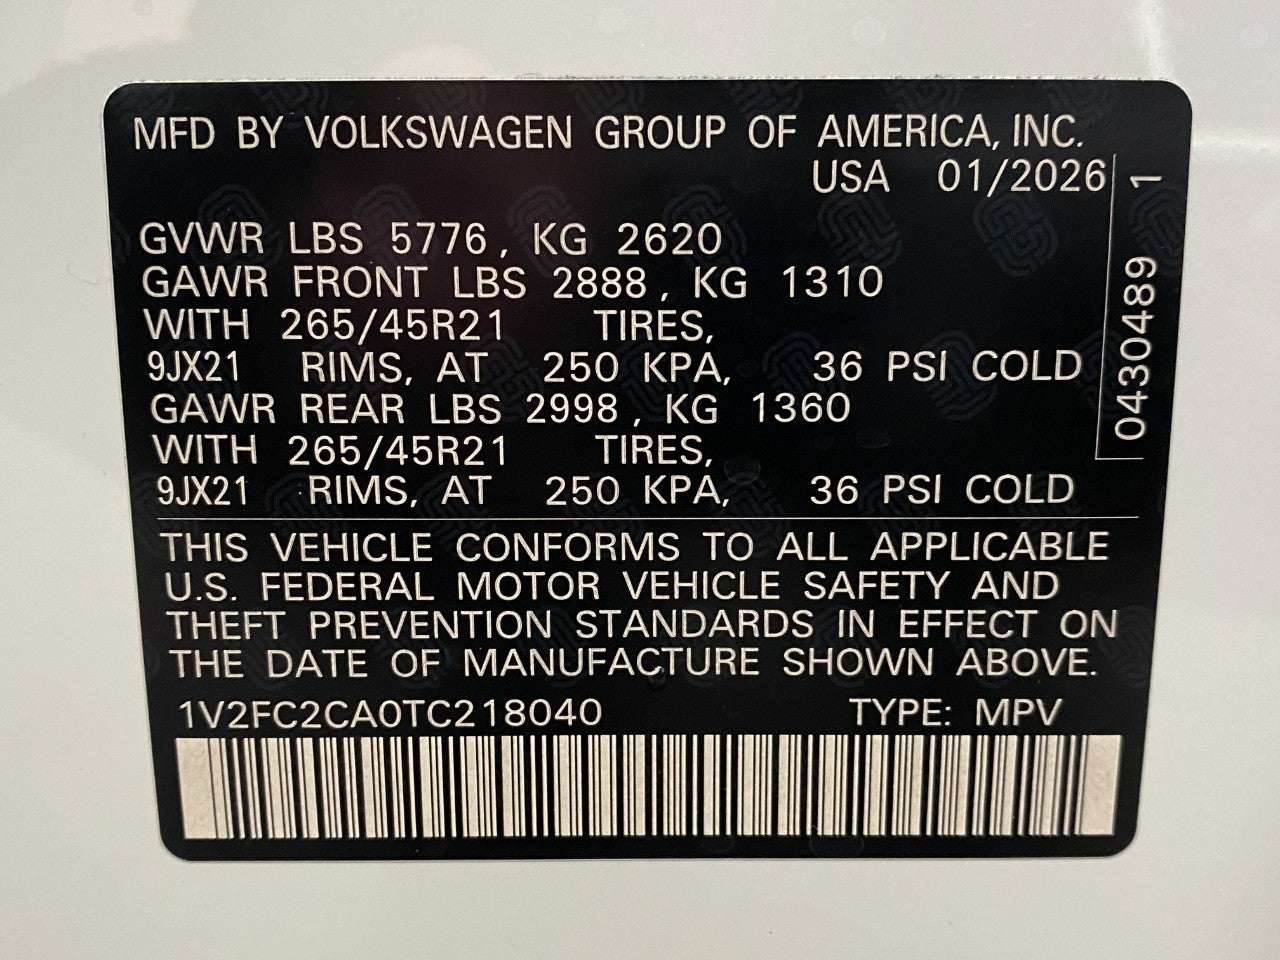 MFD BY VOLKSWAGEN GROUP OF AMERICA, INC.
USA 01/2026
GVWR LBS 5776, KG 2620
GAWR FRONT LBS 2888, KG 1310
WITH 265/45R21 TIRES,
9JX21 RIMS, AT 250 KPA, 36 PSI COLD
GAWR REAR LBS 2998, KG 1360
WITH 265/45R21 TIRES,
9JX21 RIMS, AT 250 KPA, 36 PSI COLD
0430489 1
THIS VEHICLE CONFORMS TO ALL APPLICABLE
U.S. FEDERAL MOTOR VEHICLE SAFETY AND
THEFT PREVENTION STANDARDS IN EFFECT ON
THE DATE OF MANUFACTURE SHOWN ABOVE.
1V2FC2CA0TC218040 TYPE: MPV